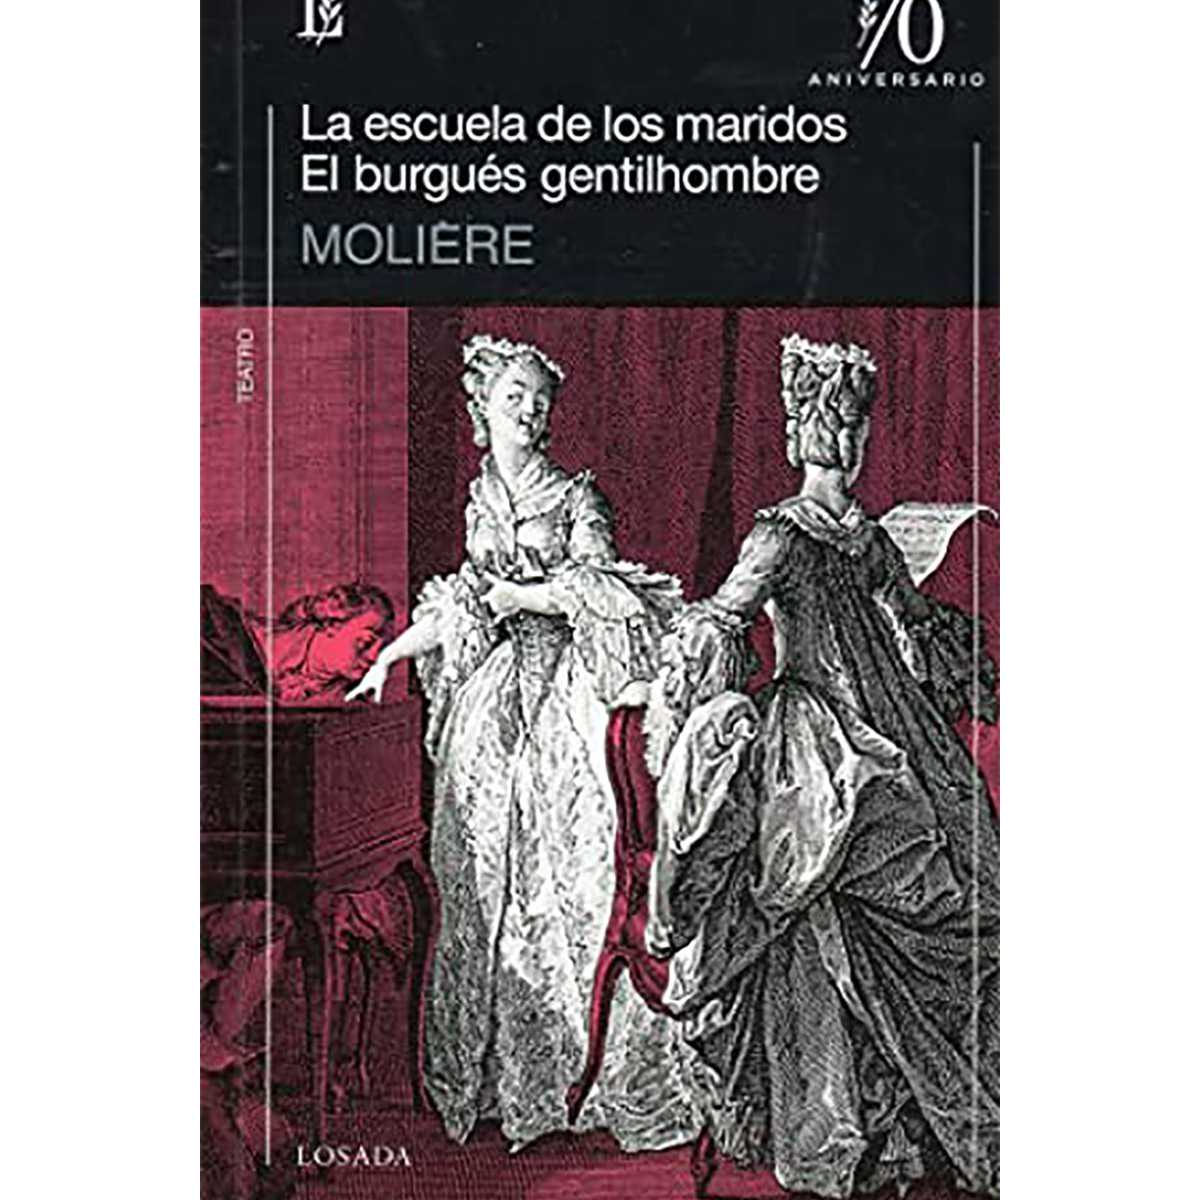 70
ANIVERSARIO
La escuela de los maridos
El burgués gentilhombre
MOLIÈRE
TEATRO
LOSADA